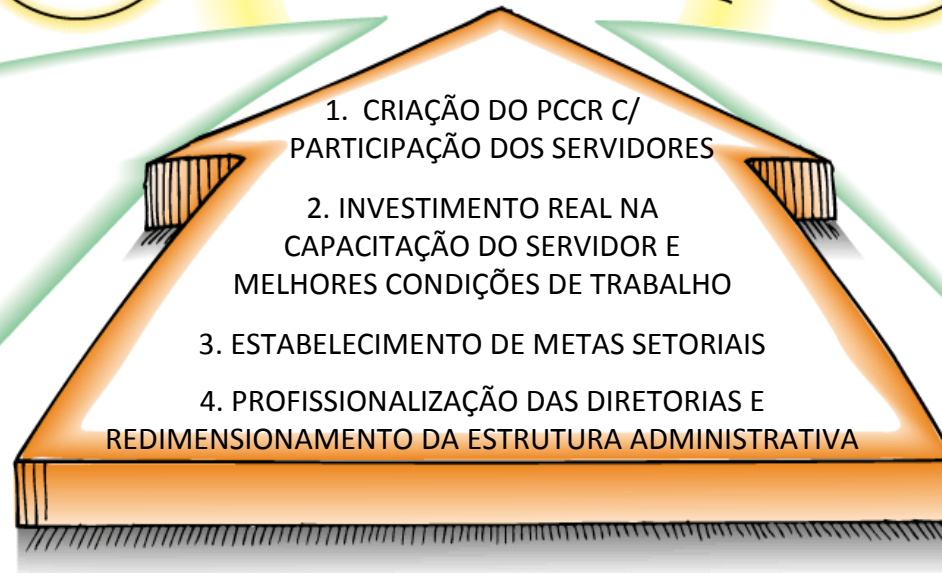 1. CRIAÇÃO DO PCCR C/
PARTICIPAÇÃO DOS SERVIDORES
2. INVESTIMENTO REAL NA
CAPACITAÇÃO DO SERVIDOR E
MELHORES CONDIÇÕES DE TRABALHO
3. ESTABELECIMENTO DE METAS SETORIAIS
4. PROFISSIONALIZAÇÃO DAS DIRETORIAS E
REDIMENSIONAMENTO DA ESTRUTURA ADMINISTRATIVA